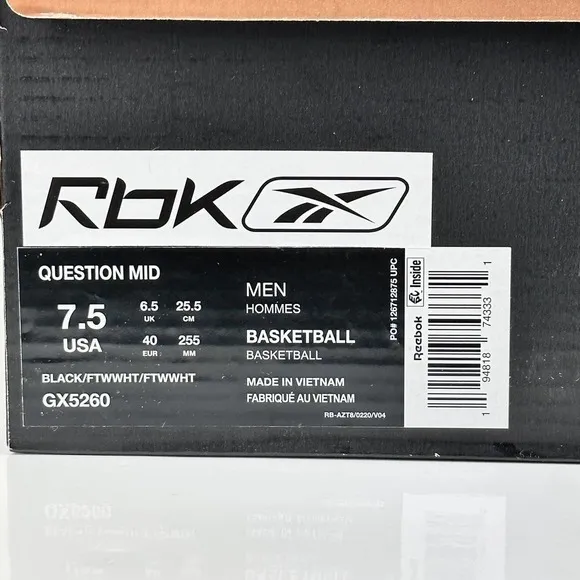 Rbk
QUESTION MID
7.5
USA
6.5
UK
25.5
CM
40
EUR
255
MM
BLACK/FTWWHT/FTWWHT
GX5260
MEN
HOMMES
BASKETBALL
BASKETBALL
MADE IN VIETNAM
FABRIQUÉ AU VIETNAM
RB-AZT8/0220/V04
PO# 126712875 UPC
Reebok
Inside
1 94818 74333 1